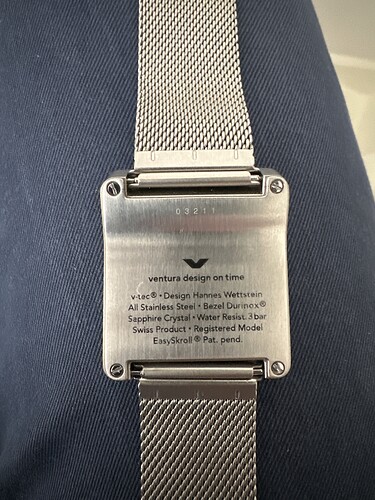 03211
ventura design on time
v-tec® • Design Hannes Wettstein
All Stainless Steel • Bezel Durinox®
Sapphire Crystal • Water Resist. 3 bar
Swiss Product • Registered Model
EasySkroll® Pat. pend.